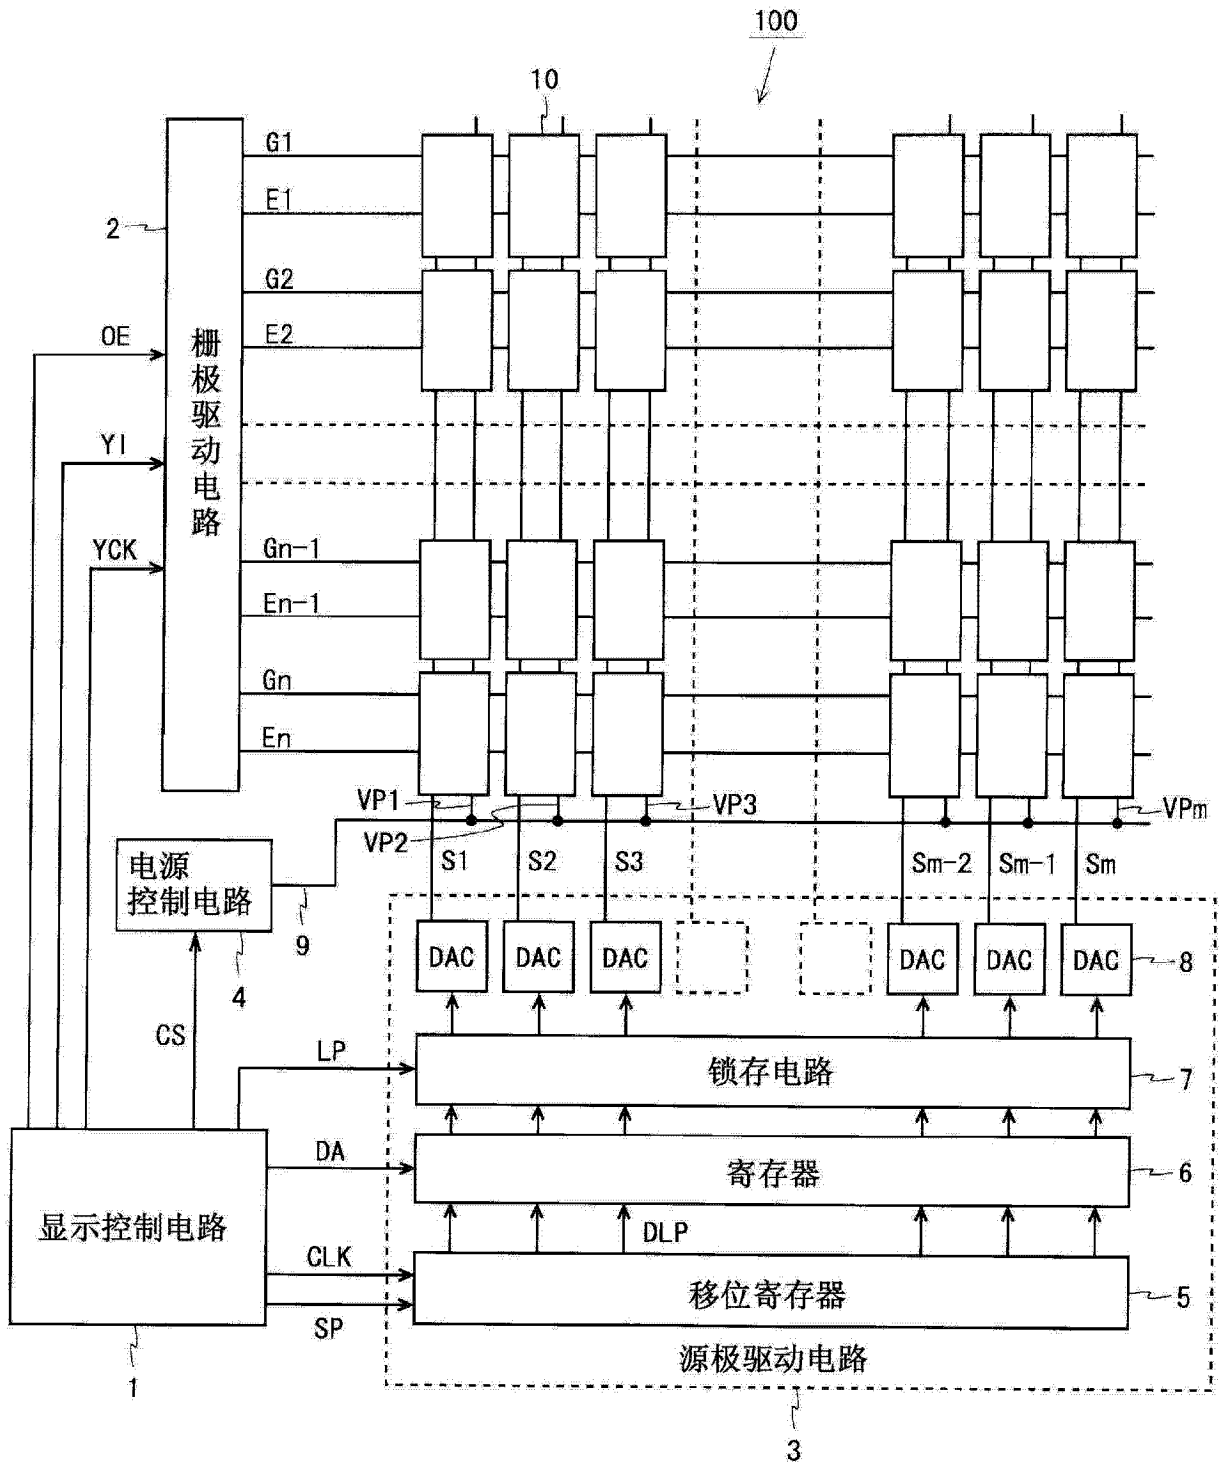 100
10
G1
E1
2
G2
OE
E2
栅极驱动电路
YI
YCK
Gn-1
En-1
Gn
En
VP1
VP2
VP3
VPm
S1
S2
S3
Sm-2
Sm-1
Sm
电源
控制电路
9
4
DAC
DAC
DAC
DAC
DAC
DAC
8
CS
LP
锁存电路
7
DA
寄存器
6
显示控制电路
DLP
CLK
移位寄存器
5
SP
源极驱动电路
1
3